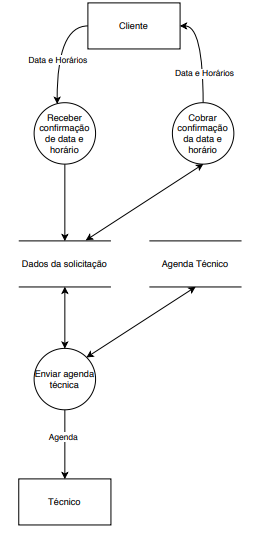 Cliente
Data e Horários
Data e Horários
Receber
confirmação
de data e
horário
Cobrar
confirmação
da data e
horário
Dados da solicitação
Agenda Técnico
Enviar agenda
técnica
Agenda
Técnico